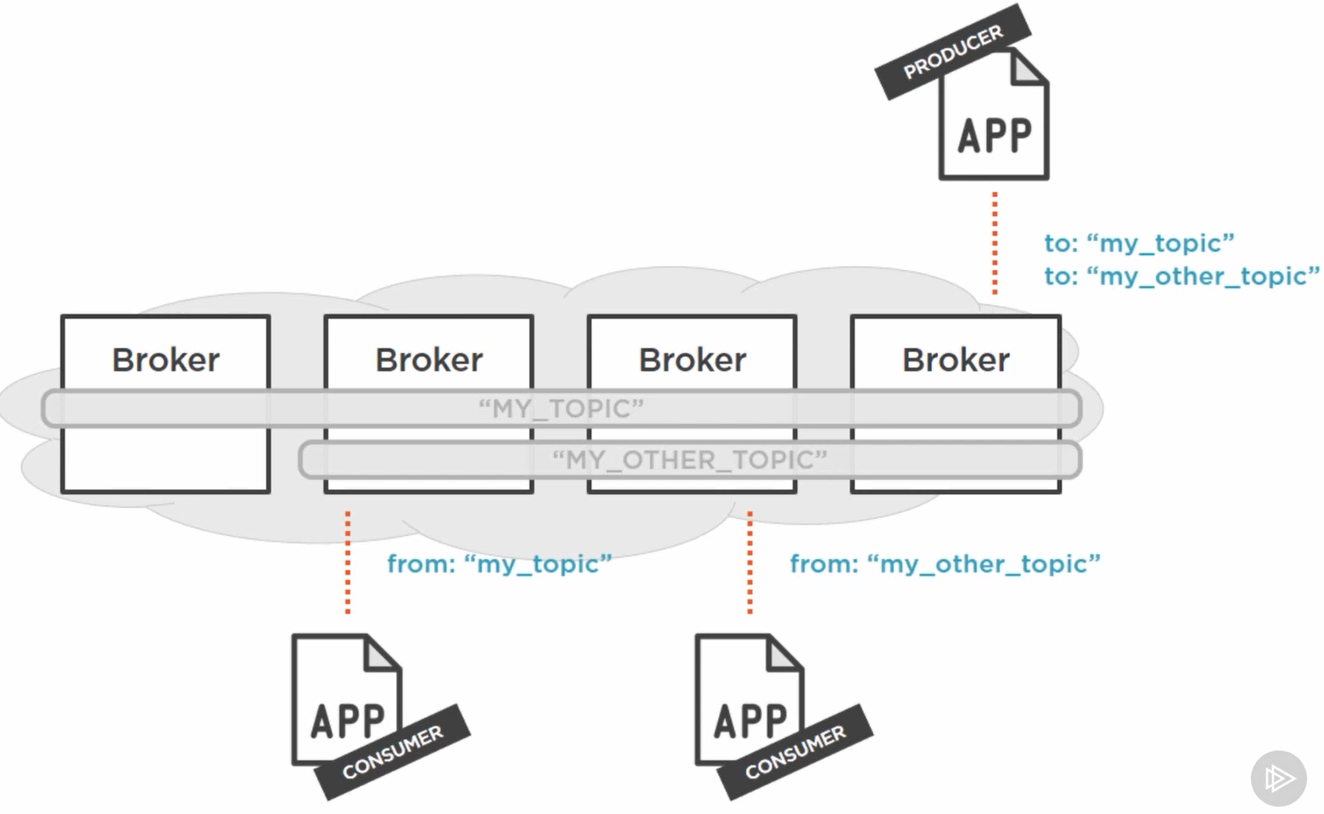 PRODUCER
APP
to: “my_topic”
to: “my_other_topic”
Broker
Broker
Broker
Broker
“MY_TOPIC”
“MY_OTHER_TOPIC”
from: “my_topic”
from: “my_other_topic”
APP
CONSUMER
APP
CONSUMER